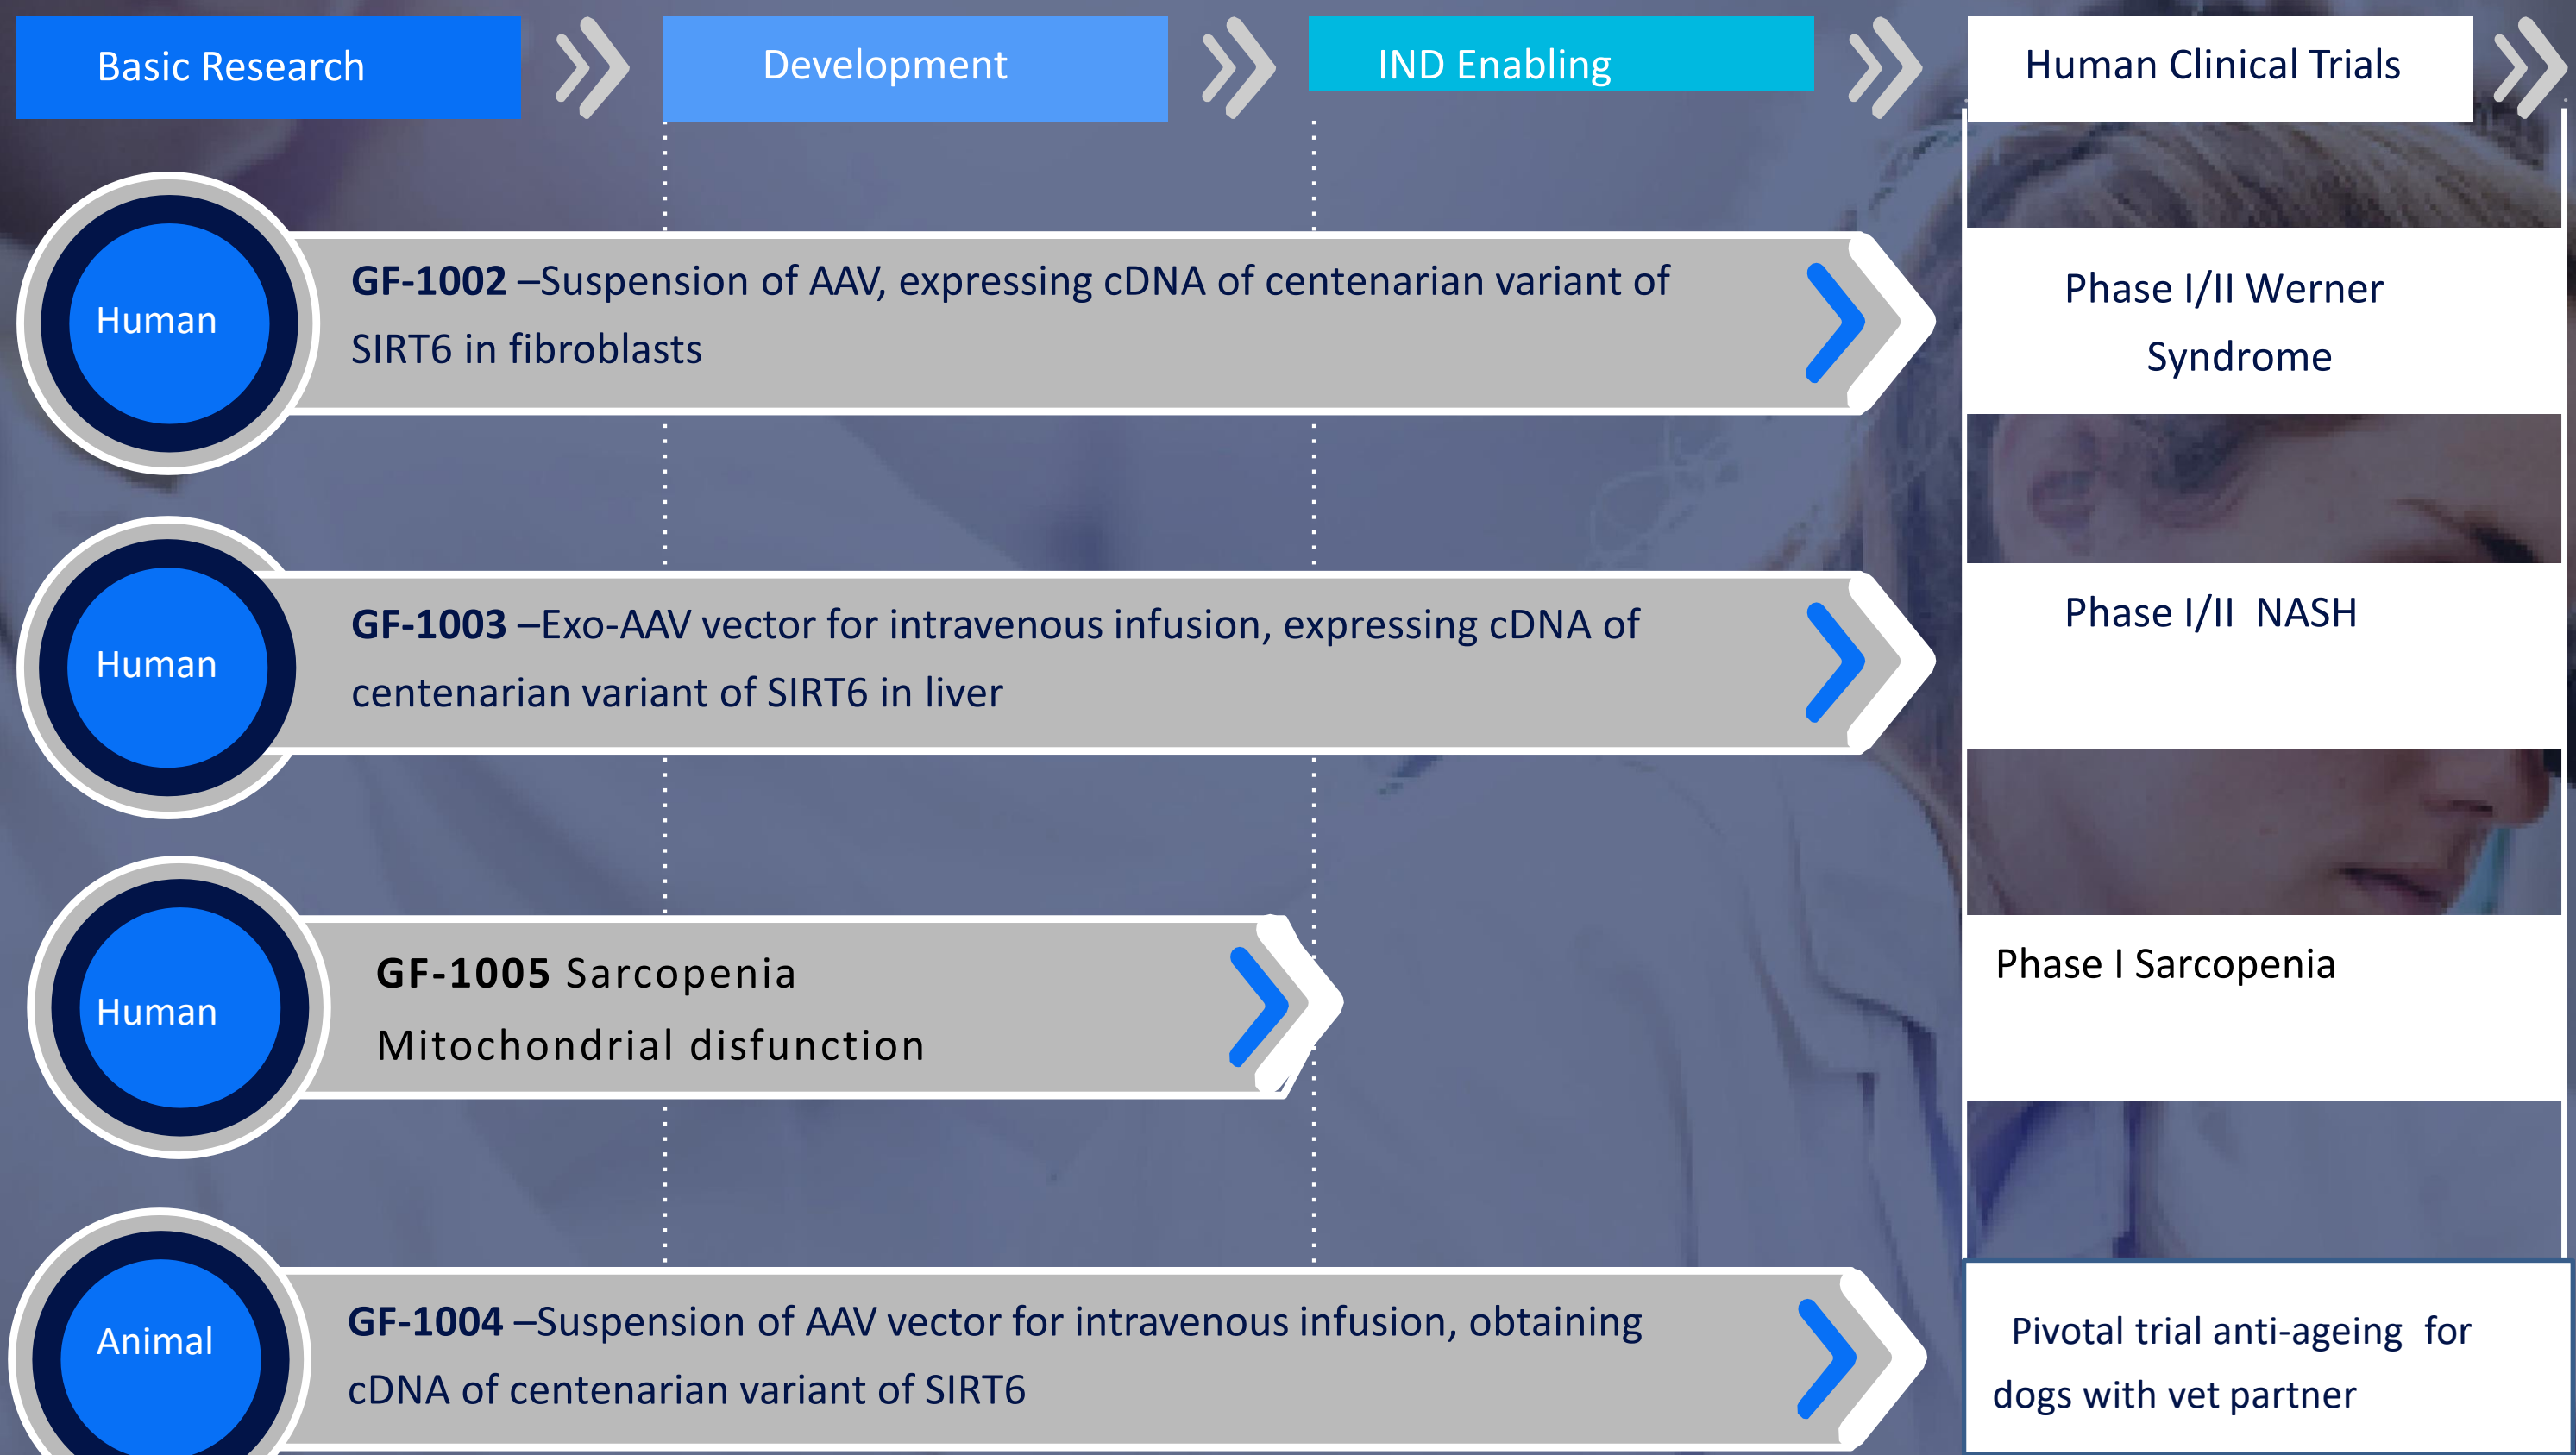 Basic Research
Development
IND Enabling
Human Clinical Trials
Human
GF-1002 –Suspension of AAV, expressing cDNA of centenarian variant of
SIRT6 in fibroblasts
Phase I/II Werner
Syndrome
Human
GF-1003 –Exo-AAV vector for intravenous infusion, expressing cDNA of
centenarian variant of SIRT6 in liver
Phase I/II  NASH
Human
GF-1005 Sarcopenia
Mitochondrial disfunction
Phase I Sarcopenia
Animal
GF-1004 –Suspension of AAV vector for intravenous infusion, obtaining
cDNA of centenarian variant of SIRT6
Pivotal trial anti-ageing  for
dogs with vet partner